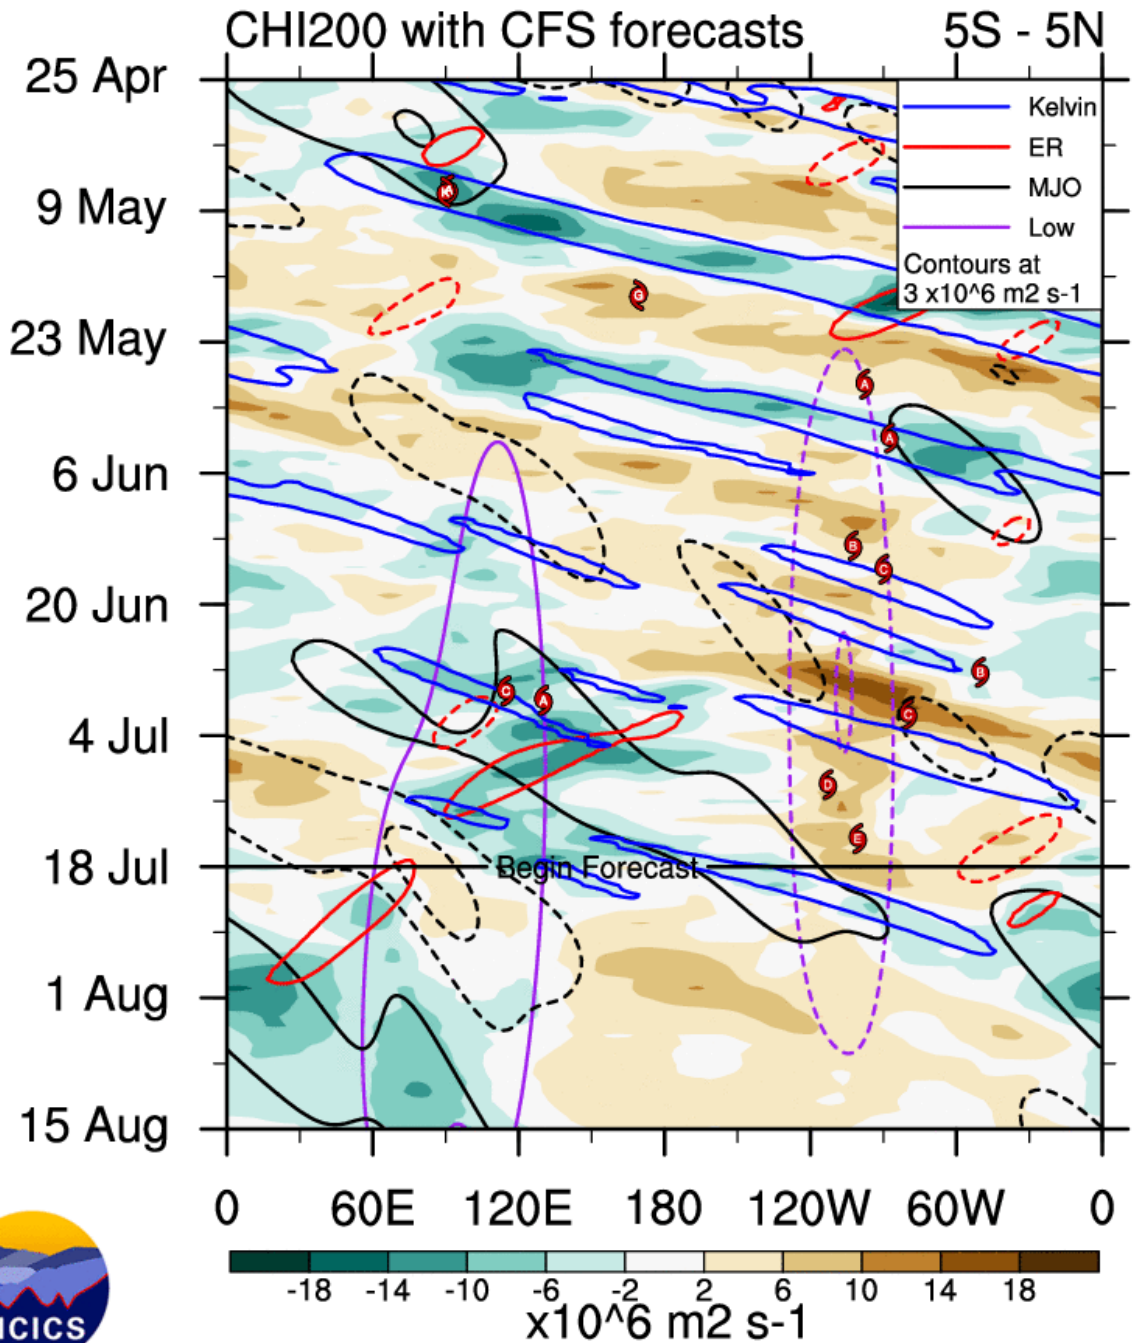 CHI200 with CFS forecasts 5S - 5N
25 Apr
Kelvin
ER
MJO
Low
Contours at
3 x10^6 m2 s-1
9 May
G
23 May
A
A
6 Jun
B
C
20 Jun
B
C
A
C
4 Jul
D
E
18 Jul
Begin Forecast
1 Aug
15 Aug
0 60E 120E 180 120W 60W 0
-18 -14 -10 -6 -2 2 6 10 14 18
x10^6 m2 s-1
NCICS